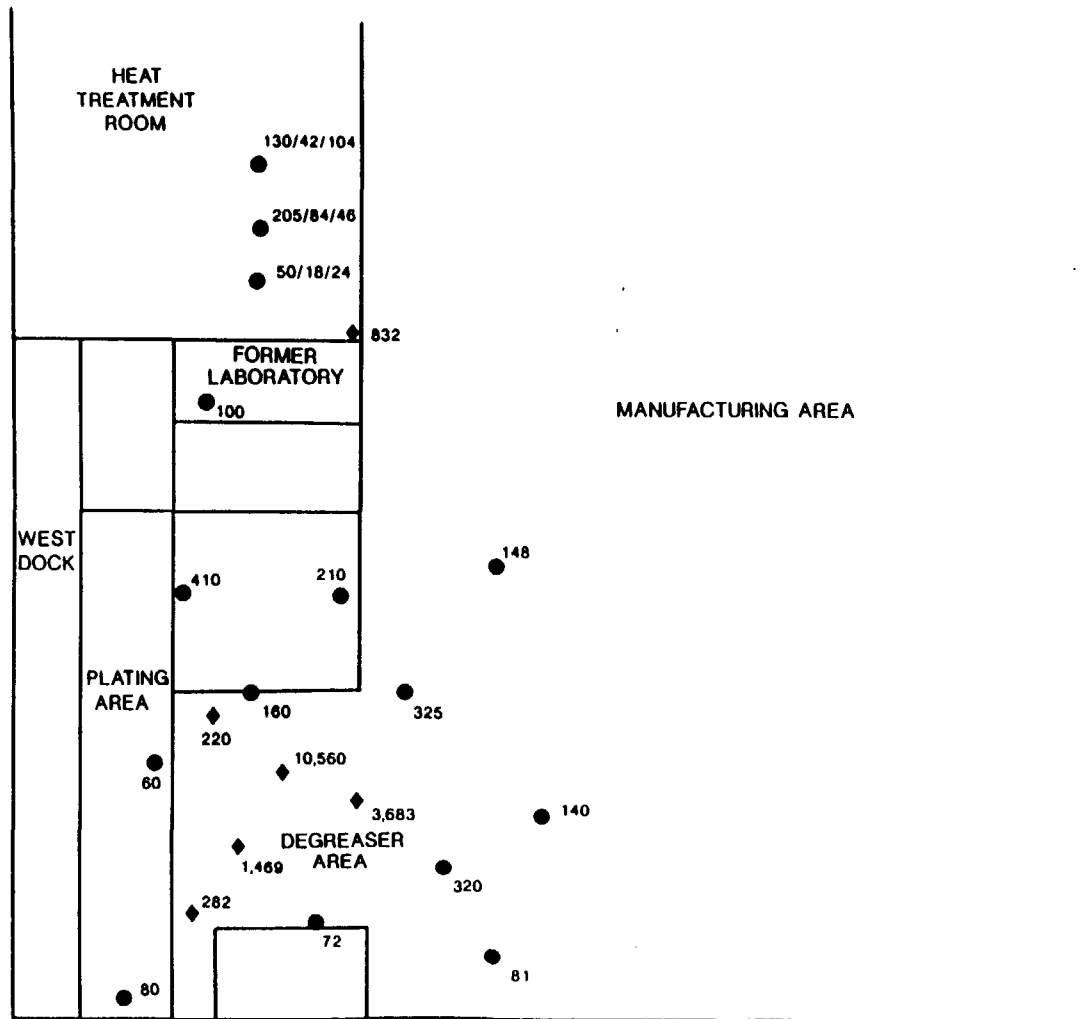 HEAT
TREATMENT
ROOM
130/42/104
205/84/46
50/18/24
832
FORMER
LABORATORY
100
MANUFACTURING AREA
WEST
DOCK
148
410
210
PLATING
AREA
160
325
220
10,560
60
3,683
140
DEGREASER
AREA
1,469
320
282
72
81
80